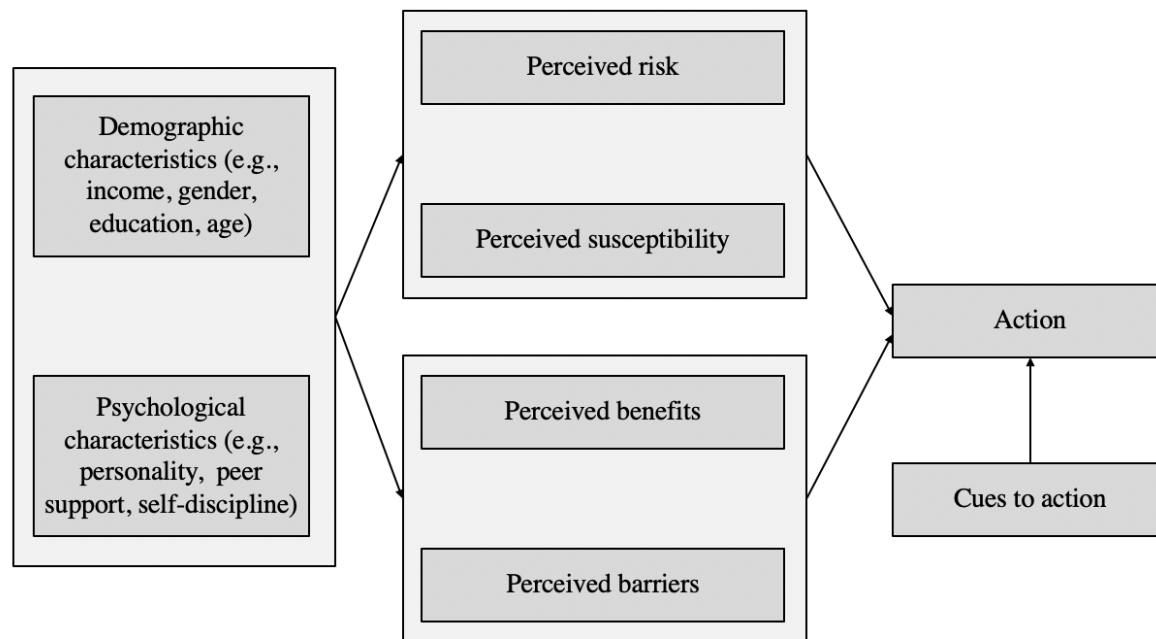 Demographic
characteristics (e.g.,
income, gender,
education, age)
Psychological
characteristics (e.g.,
personality, peer
support, self-discipline)
Perceived risk
Perceived susceptibility
Perceived benefits
Perceived barriers
Action
Cues to action